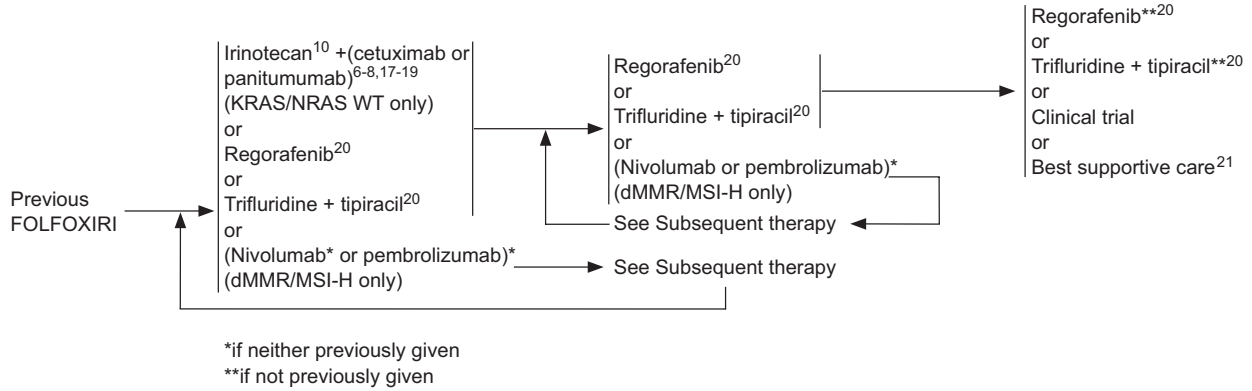 Previous
FOLFOXIRI
Irinotecan10 +(cetuximab or
panitumumab)6-8,17-19
(KRAS/NRAS WT only)
or
Regorafenib20
or
Trifluridine + tipiracil20
or
(Nivolumab* or pembrolizumab)*
(dMMR/MSI-H only)
Regorafenib20
or
Trifluridine + tipiracil20
or
(Nivolumab or pembrolizumab)*
(dMMR/MSI-H only)
See Subsequent therapy
See Subsequent therapy
Regorafenib**20
or
Trifluridine + tipiracil**20
or
Clinical trial
or
Best supportive care21
*if neither previously given
**if not previously given